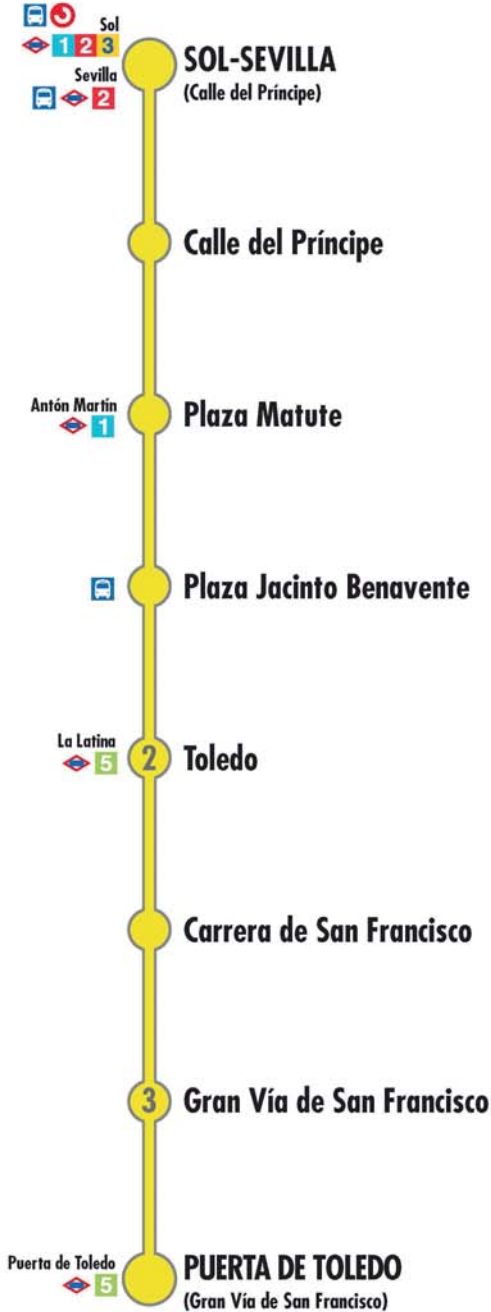 Sol
1 2 3
SOL-SEVILLA
Sevilla
2
(Calle del Príncipe)
Calle del Príncipe
Antón Martín
1
Plaza Matute
Plaza Jacinto Benavente
La Latina
5
2
Toledo
Carrera de San Francisco
3
Gran Vía de San Francisco
Puerta de Toledo
5
PUERTA DE TOLEDO
(Gran Vía de San Francisco)